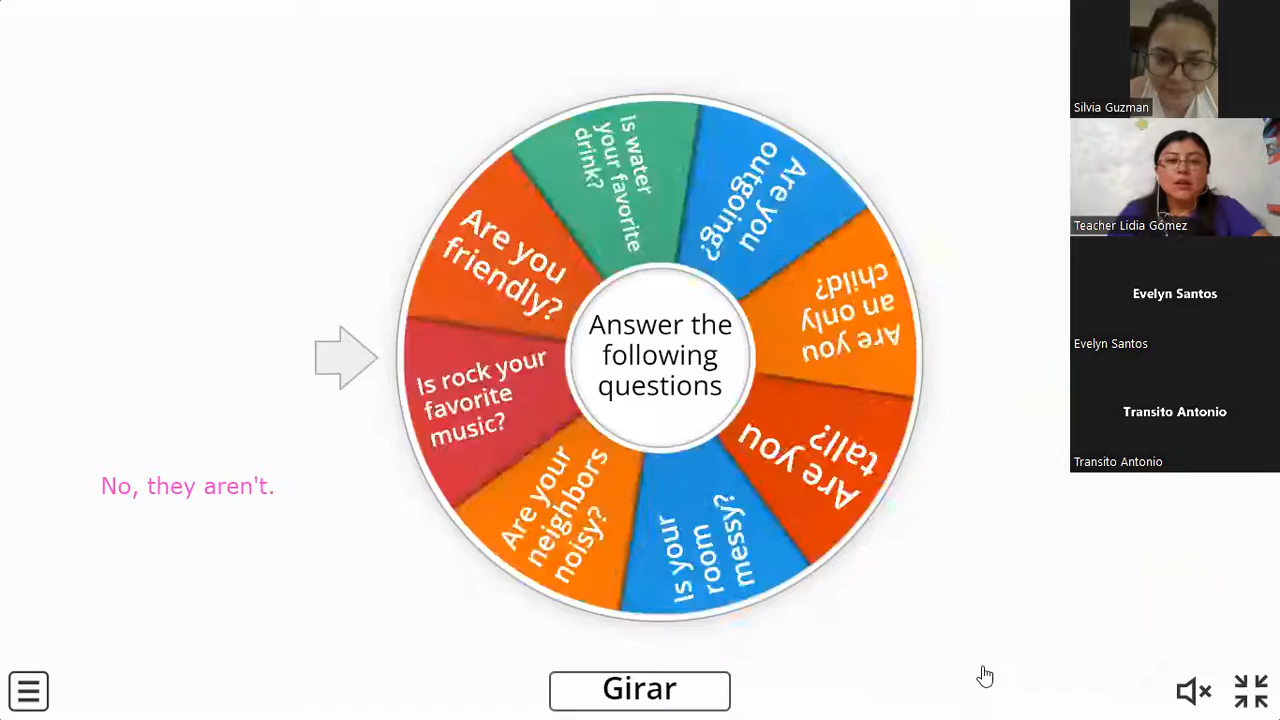 Is water
your favorite
drink?
Are you
outgoing?
Are you
an only
child?
Are you
tall?
Is your
room
messy?
Are your
neighbors
noisy?
Is rock your
favorite
music?
Are you
friendly?
Answer the
following
questions
No, they aren't.
Girar
Silvia Guzman
Teacher Lidia Gómez
Evelyn Santos
Evelyn Santos
Transito Antonio
Transito Antonio